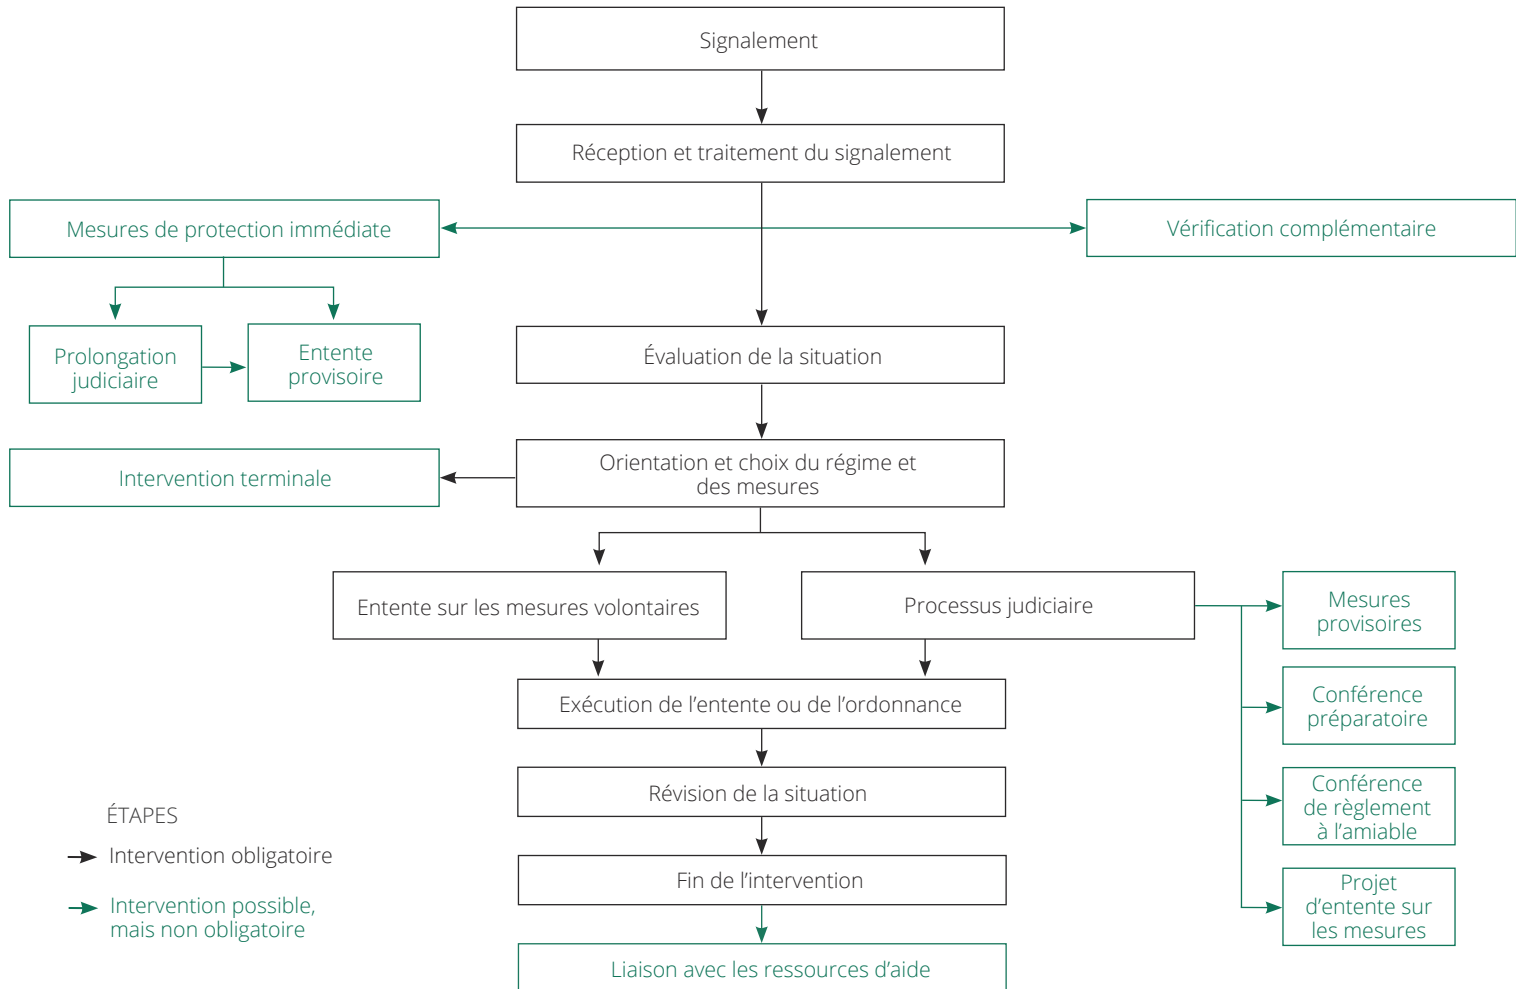 Signalement
Réception et traitement du signalement
Mesures de protection immédiate
Vérification complémentaire
Prolongation
judiciaire
Entente
provisoire
Évaluation de la situation
Intervention terminale
Orientation et choix du régime et
des mesures
Entente sur les mesures volontaires
Processus judiciaire
Mesures
provisoires
Conférence
préparatoire
Conférence
de règlement
à l’amiable
Projet
d’entente sur
les mesures
Exécution de l’entente ou de l’ordonnance
Révision de la situation
Fin de l’intervention
Liaison avec les ressources d’aide
ÉTAPES
Intervention obligatoire
Intervention possible,
mais non obligatoire